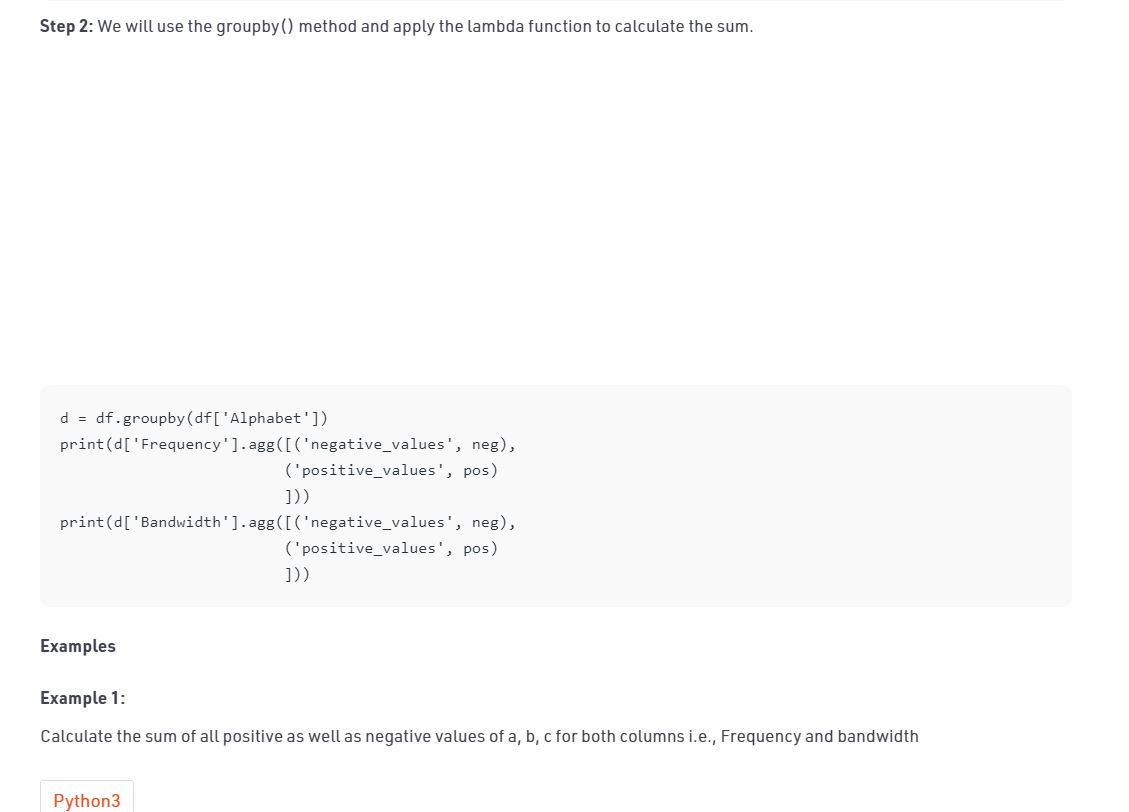 Step 2: We will use the groupby() method and apply the lambda function to calculate the sum.
d = df.groupby(df['Alphabet'])
print(d['Frequency'].agg([('negative_values', neg),
('positive_values', pos)
]))
print(d['Bandwidth'].agg([('negative_values', neg),
('positive_values', pos)
]))
Examples
Example 1:
Calculate the sum of all positive as well as negative values of a, b, c for both columns i.e., Frequency and bandwidth
Python3